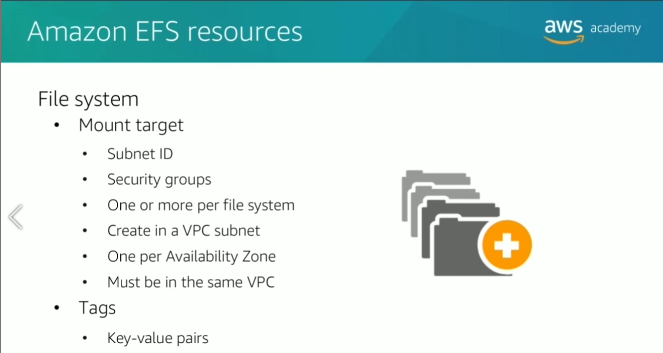 Amazon EFS resources
aws academy
File system
• Mount target
• Subnet ID
• Security groups
• One or more per file system
• Create in a VPC subnet
• One per Availability Zone
• Must be in the same VPC
• Tags
• Key-value pairs